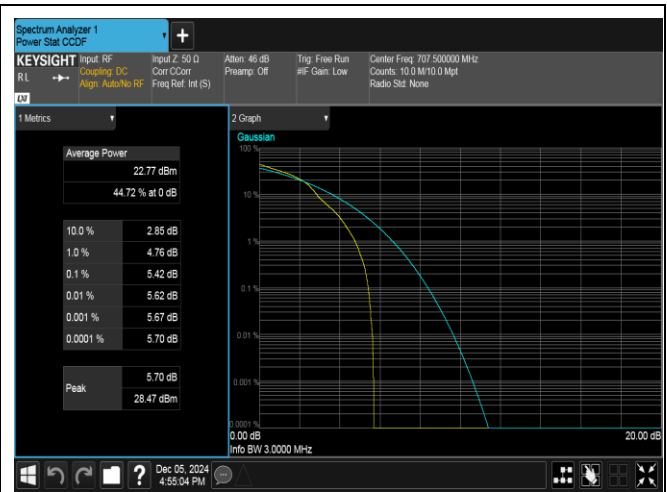 Spectrum Analyzer 1
Power Stat CCDF
+
KEYSIGHT
RL
LXI
Input: RF
Coupling: DC
Align: Auto/No RF
Input Z: 50 Ω
Corr CCorr
Freq Ref: Int (S)
Atten: 46 dB
Preamp: Off
Trig: Free Run
#IF Gain: Low
Center Freq: 707.500000 MHz
Counts: 10.0 M/10.0 Mpt
Radio Std: None
1 Metrics
Average Power
22.77 dBm
44.72 % at 0 dB
10.0 % 2.85 dB
1.0 % 4.76 dB
0.1 % 5.42 dB
0.01 % 5.62 dB
0.001 % 5.67 dB
0.0001 % 5.70 dB
Peak
5.70 dB
28.47 dBm
2 Graph
Gaussian
100 %
10 %
1 %
0.1 %
0.01 %
0.001 %
0.0001 %
0.00 dB
20.00 dB
Info BW 3.0000 MHz
?
Dec 05, 2024
4:55:04 PM